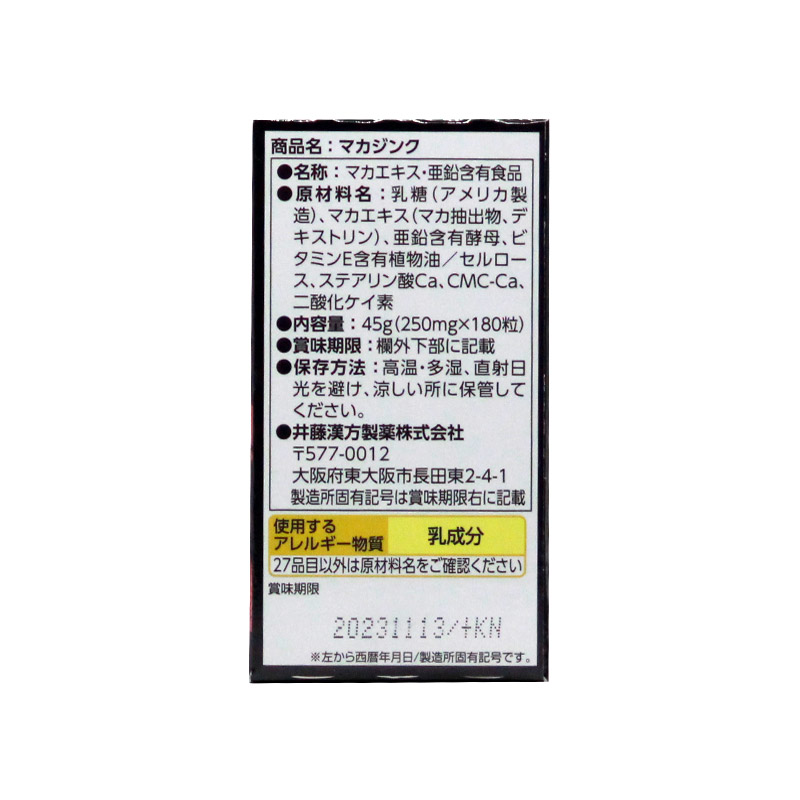 商品名：マカジンク
●名称：マカエキス・亜鉛含有食品
●原材料名：乳糖（アメリカ製
造）、マカエキス（マカ抽出物、デ
キストリン）、亜鉛含有酵母、ビ
タミンE含有植物油／セルロー
ス、ステアリン酸Ca、CMC-Ca、
二酸化ケイ素
●内容量：45g（250mg×180粒）
●賞味期限：欄外下部に記載
●保存方法：高温・多湿、直射日
光を避け、涼しい所に保管して
ください。
●井藤漢方製薬株式会社
〒577-0012
大阪府東大阪市長田東2-4-1
製造所固有記号は賞味期限右に記載
使用する
アレルギー物質
乳成分
27品目以外は原材料名をご確認ください
賞味期限
20231113/+KN
※左から西暦年月日/製造所固有記号です。